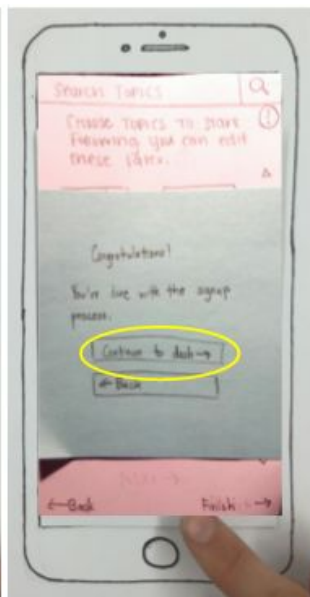 Search Topics
Choose Topics to start
following you can edit
these later.
Congratulations!
You're done with the signup
process.
Continue to dash →
← Back
← Back
Finish →